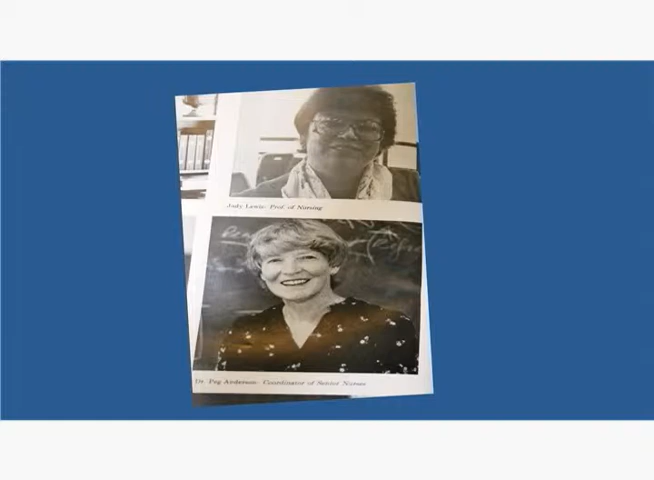 Judy Lewis- Prof of Nursing
Dr. Peg Anderson- Coordinator of Senior Nurses